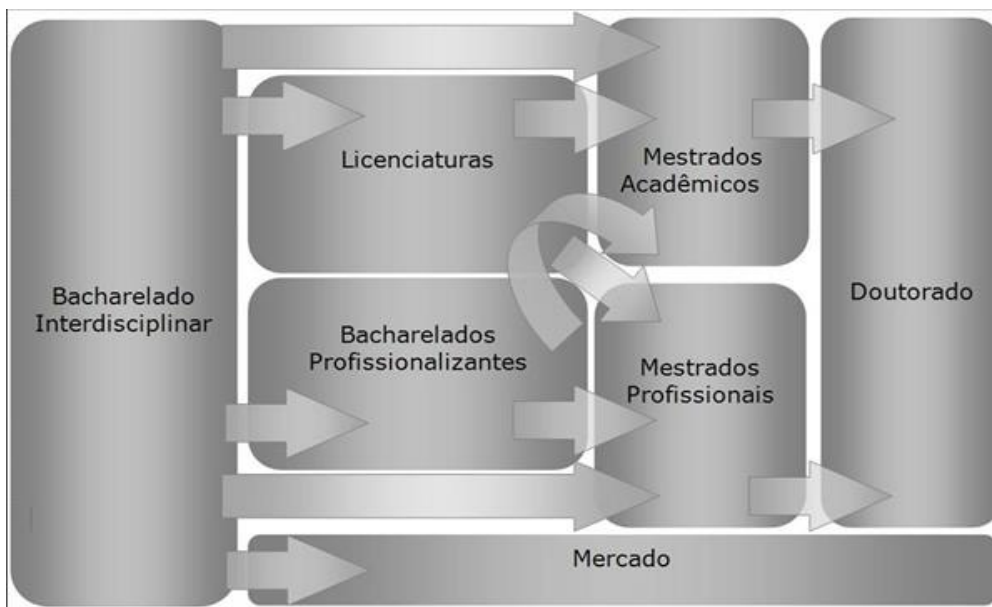 Licenciaturas
Mestrados
Acadêmicos
Bacharelado
Interdisciplinar
Doutorado
Bacharelados
Profissionalizantes
Mestrados
Profissionais
Mercado